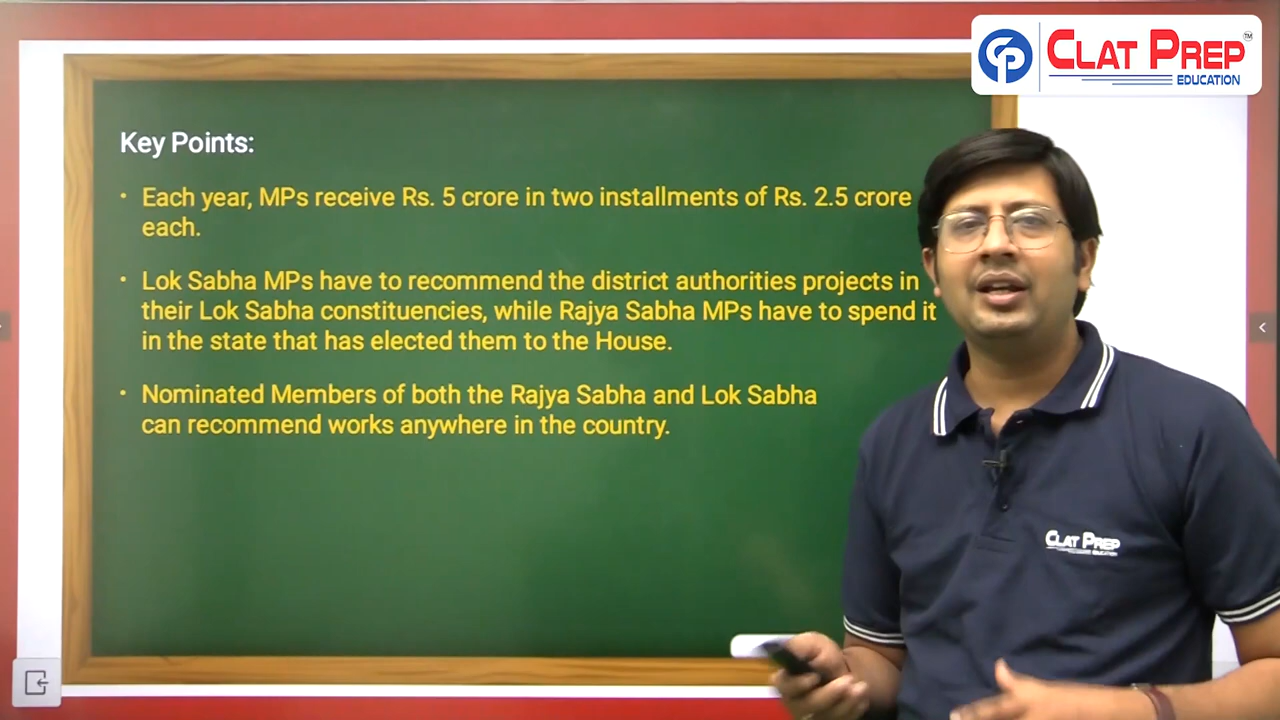 CLAT PREP
TM
EDUCATION
Key Points:
• Each year, MPs receive Rs. 5 crore in two installments of Rs. 2.5 crore
each.
• Lok Sabha MPs have to recommend the district authorities projects in
their Lok Sabha constituencies, while Rajya Sabha MPs have to spend it
in the state that has elected them to the House.
• Nominated Members of both the Rajya Sabha and Lok Sabha
can recommend works anywhere in the country.
CLAT PREP
EDUCATION